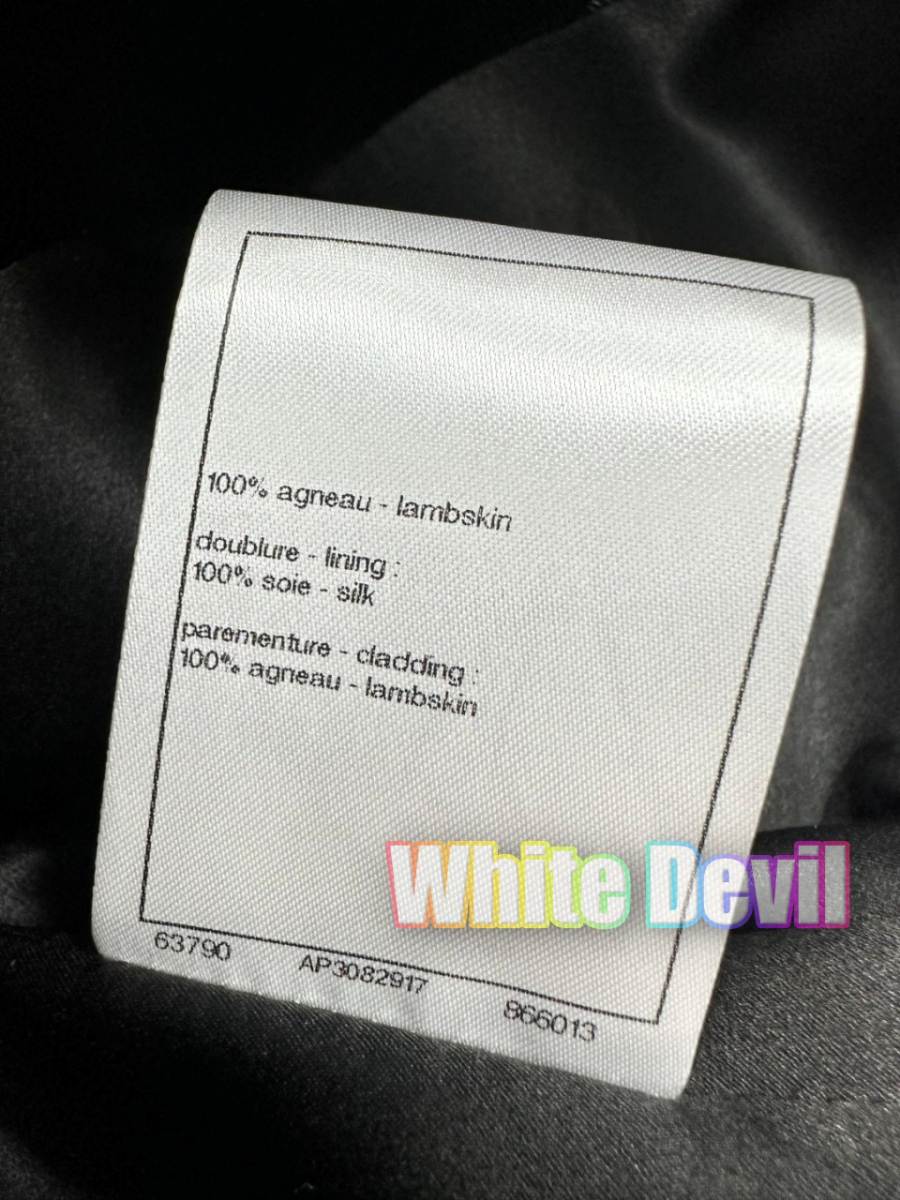 100% agneau - lambskin
doublure - lining :
100% soie - silk
parementure - cladding :
100% agneau - lambskin
White Devil
63790 AP3082917 866013